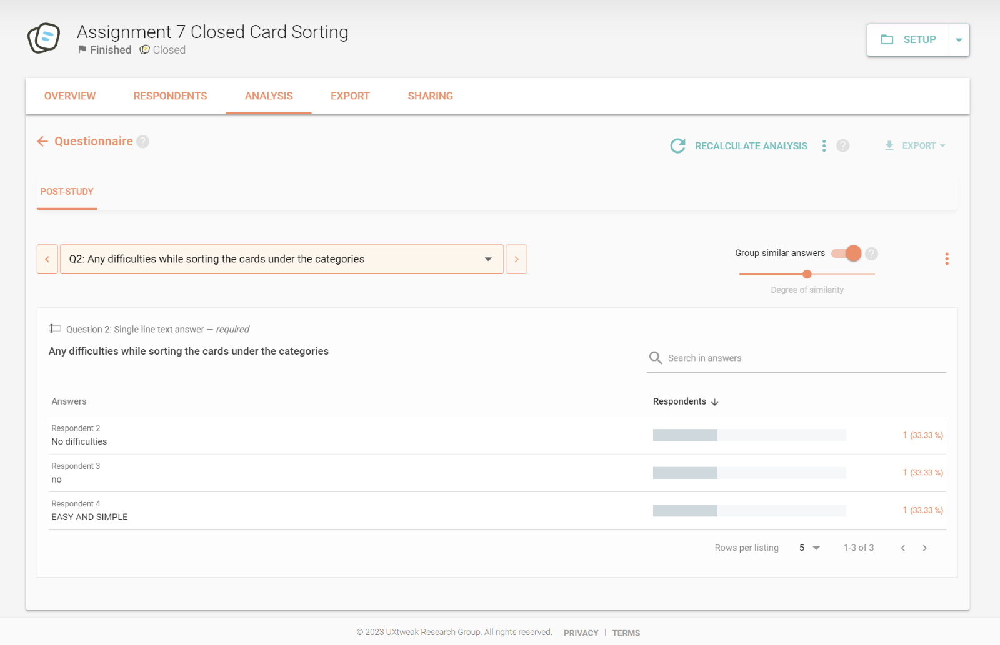 Assignment 7 Closed Card Sorting
Finished Closed
SETUP
OVERVIEW RESPONDENTS ANALYSIS EXPORT SHARING
Questionnaire ?
RECALCULATE ANALYSIS ? EXPORT
POST-STUDY
Q2: Any difficulties while sorting the cards under the categories
Group similar answers ?
Degree of similarity
Question 2: Single line text answer — required
Any difficulties while sorting the cards under the categories
Search in answers
Answers Respondents
Respondent 2
No difficulties
1 (33.33 %)
Respondent 3
no
1 (33.33 %)
Respondent 4
EASY AND SIMPLE
1 (33.33 %)
Rows per listing 5 1-3 of 3
© 2023 UXtweak Research Group. All rights reserved. PRIVACY | TERMS